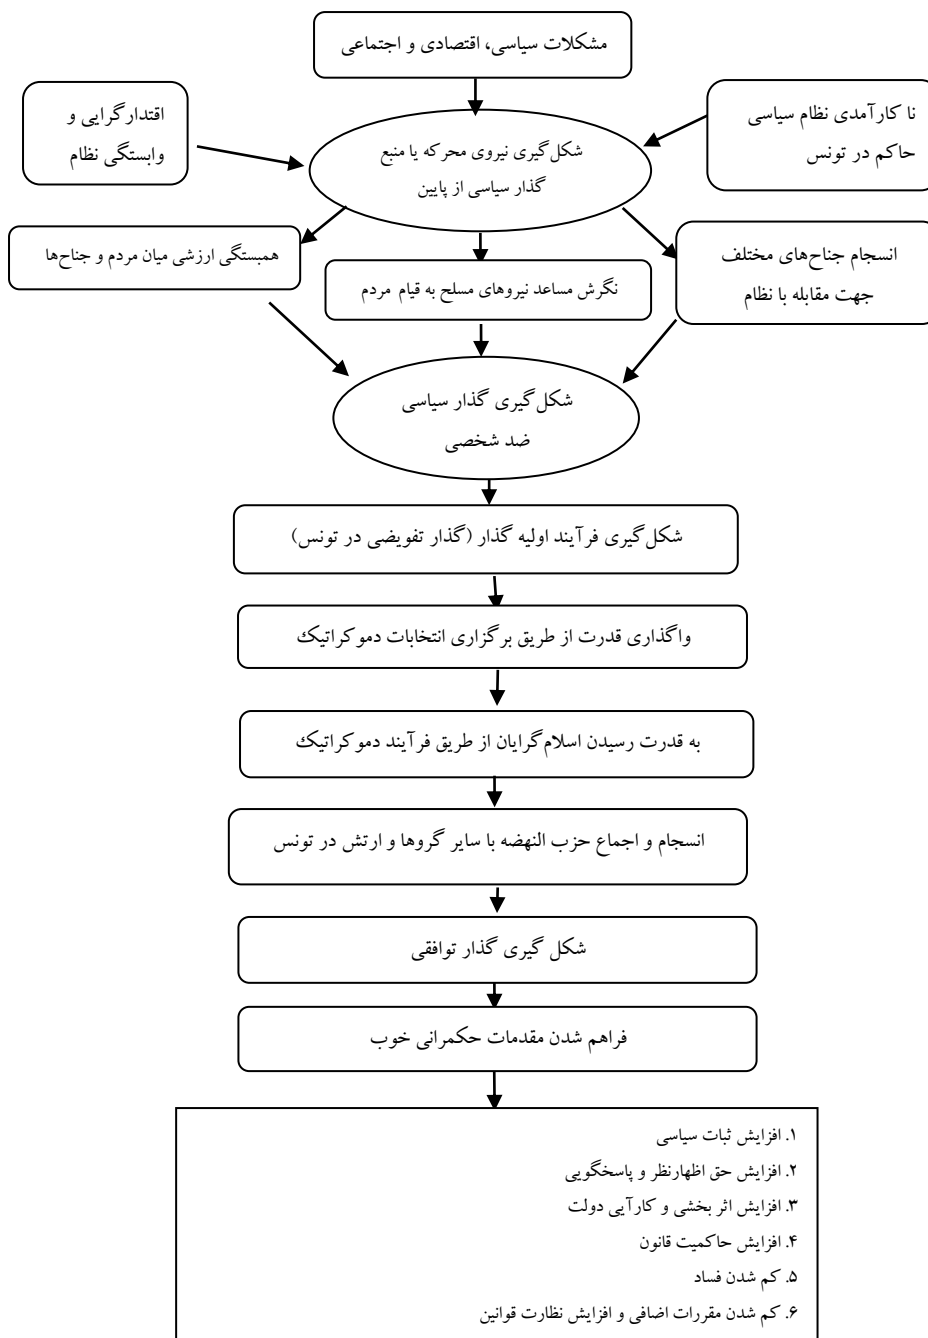 مشکلات سیاسی، اقتصادی و اجتماعی
نا کارآمدی نظام سیاسی
حاکم در تونس
شکل‌گیری نیروی محرکه یا منبع
گذار سیاسی از پایین
اقتدارگرایی و
وابستگی نظام
انسجام جناح‌های مختلف
جهت مقابله با نظام
نگرش مساعد نیروهای مسلح به قیام مردم
همبستگی ارزشی میان مردم و جناح‌ها
شکل‌گیری گذار سیاسی
ضد شخصی
شکل‌گیری فرآیند اولیه گذار (گذار تفویضی در تونس)
واگذاری قدرت از طریق برگزاری انتخابات دموکراتیک
به قدرت رسیدن اسلام‌گرایان از طریق فرآیند دموکراتیک
انسجام و اجماع حزب النهضه با سایر گروها و ارتش در تونس
شکل گیری گذار توافقی
فراهم شدن مقدمات حکمرانی خوب
۱. افزایش ثبات سیاسی
۲. افزایش حق اظهارنظر و پاسخگویی
۳. افزایش اثر بخشی و کارآیی دولت
۴. افزایش حاکمیت قانون
۵. کم شدن فساد
۶. کم شدن مقررات اضافی و افزایش نظارت قوانین